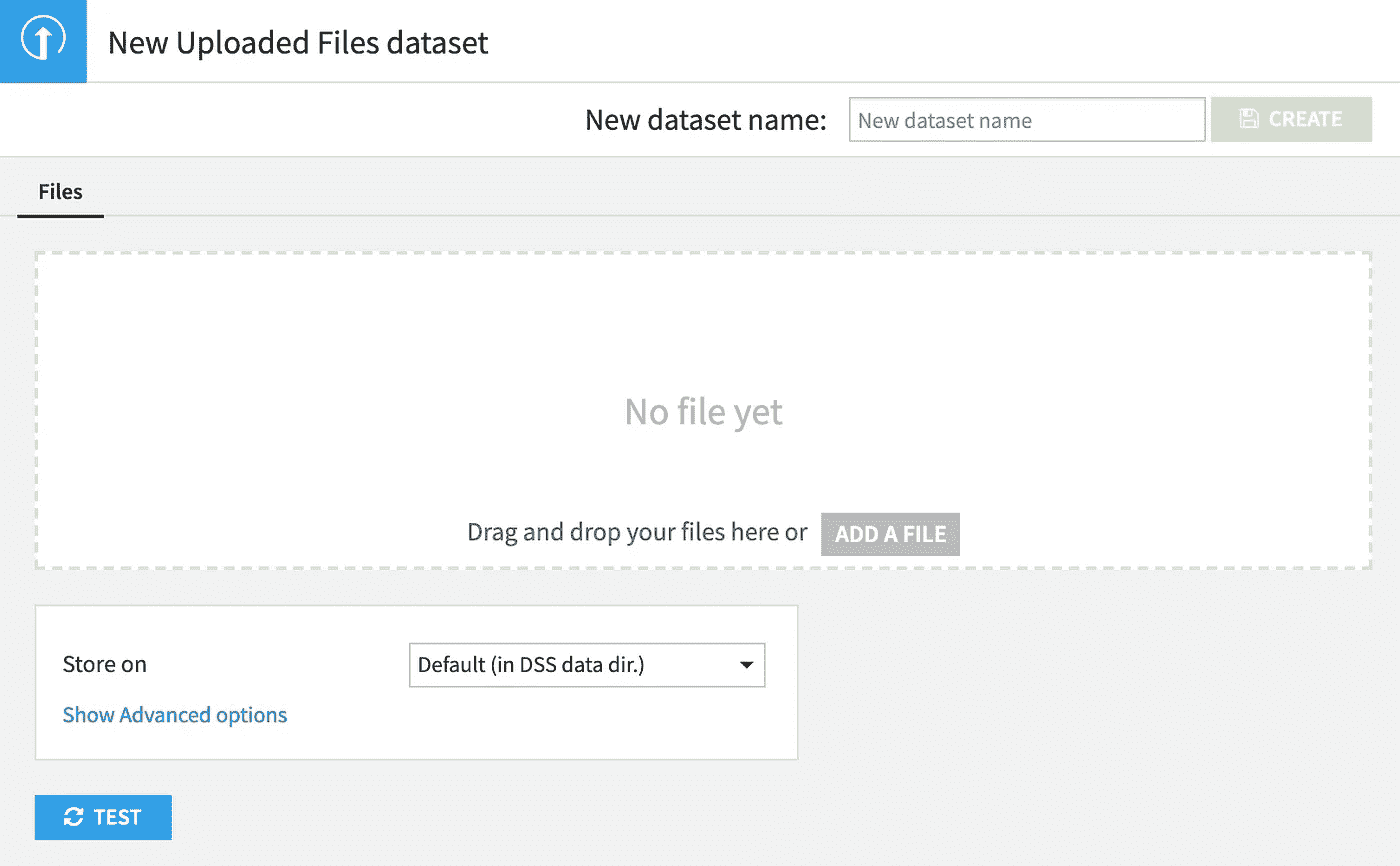 New Uploaded Files dataset
New dataset name: New dataset name CREATE
Files
No file yet
Drag and drop your files here or ADD A FILE
Store on Default (in DSS data dir.)
Show Advanced options
TEST